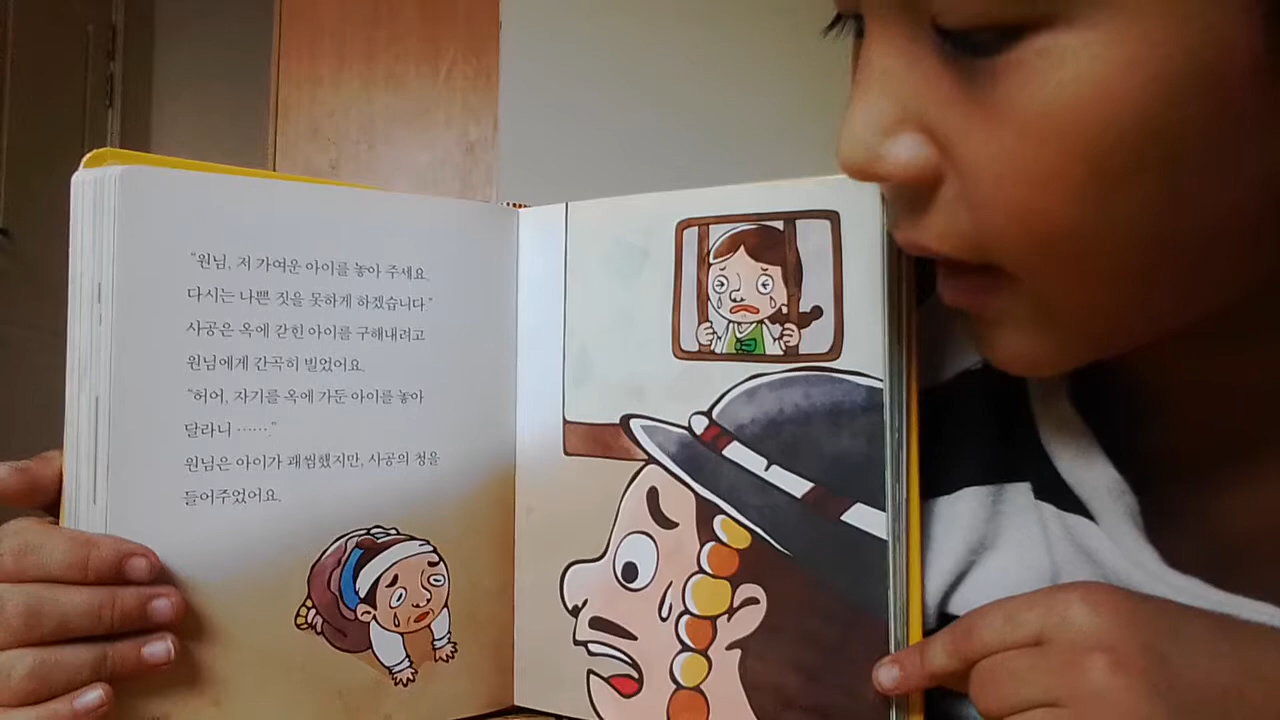 “원님, 저 가여운 아이를 놓아 주세요.
다시는 나쁜 짓을 못하게 하겠습니다.”
사공은 옥에 갇힌 아이를 구해내려고
원님에게 간곡히 빌었어요.
“허어, 자기를 옥에 가둔 아이를 놓아
달라니 …….”
원님은 아이가 괘씸했지만, 사공의 청을
들어주었어요.